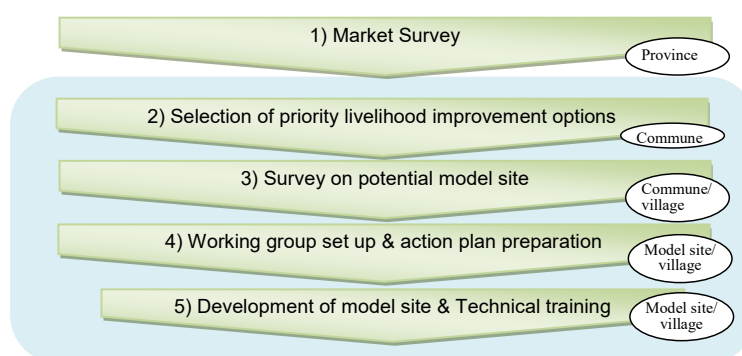 1) Market Survey
Province
2) Selection of priority livelihood improvement options
Commune
3) Survey on potential model site
Commune/
village
4) Working group set up & action plan preparation
Model site/
village
5) Development of model site & Technical training
Model site/
village